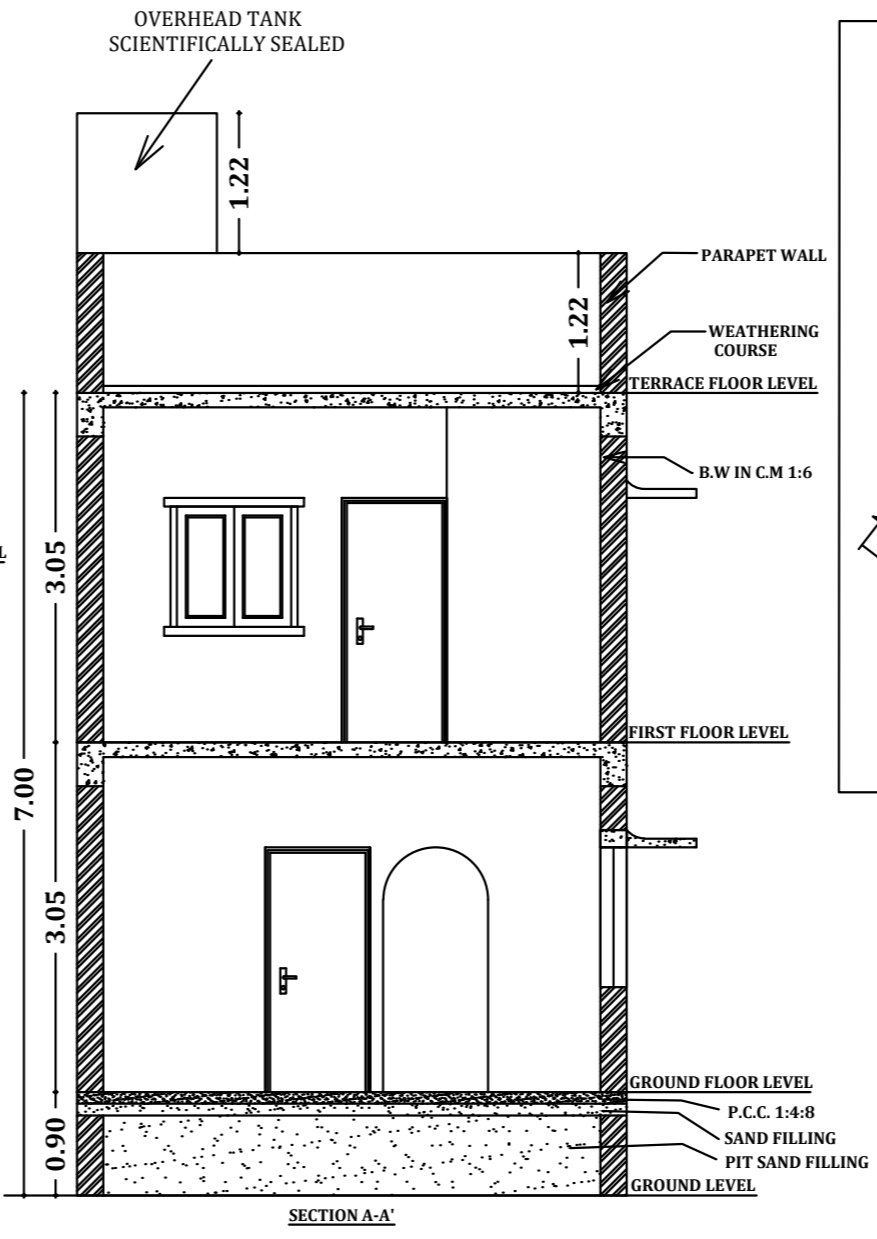 OVERHEAD TANK
SCIENTIFICALLY SEALED
1.22
PARAPET WALL
1.22
WEATHERING
COURSE
TERRACE FLOOR LEVEL
B.W IN C.M 1:6
3.05
FIRST FLOOR LEVEL
7.00
3.05
GROUND FLOOR LEVEL
P.C.C. 1:4:8
0.90
SAND FILLING
PIT SAND FILLING
GROUND LEVEL
SECTION A-A'